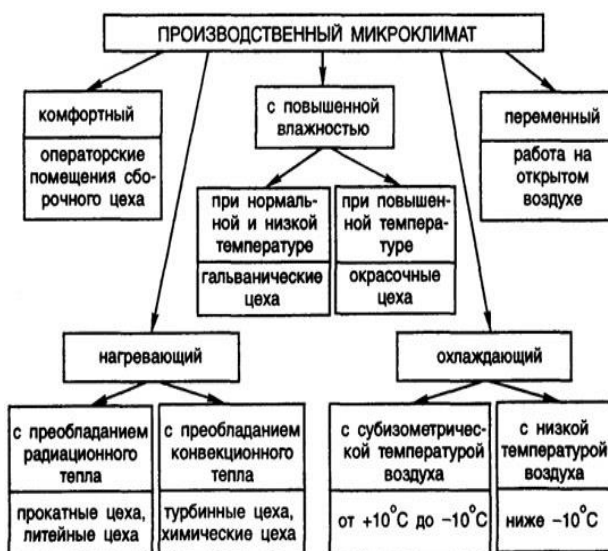 ПРОИЗВОДСТВЕННЫЙ МИКРОКЛИМАТ
комфортный
операторские
помещения сбо-
рочного цеха
с повышенной
влажностью
переменный
работа на
открытом
воздухе
при нормаль-
ной и низкой
температуре
гальванические
цеха
при повышен-
ной темпера-
туре
окрасочные
цеха
нагревающий
охлаждающий
с преобладанием
радиационного
тепла
прокатные цеха,
литейные цеха
с преобладанием
конвекционного
тепла
турбинные цеха,
химические цеха
с субизометричес-
кой температурой
воздуха
от +10°С до −10°С
с низкой
температурой
воздуха
ниже −10°С